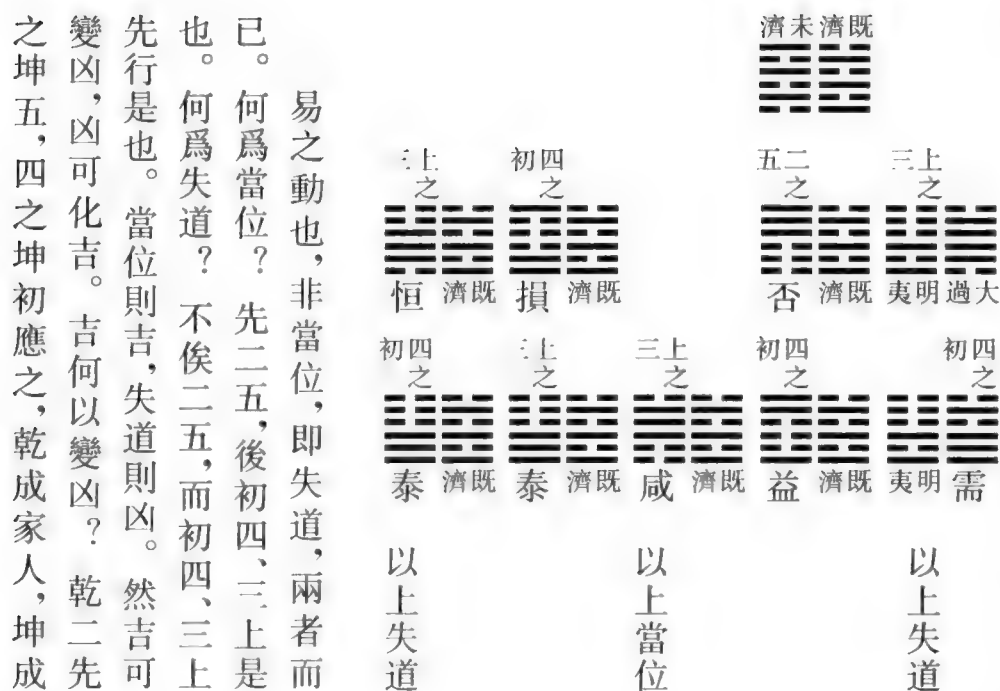 既濟 未濟
上之三
二之五
四之初
上之三
大過 明夷 既濟 否 既濟 損 既濟 恒
四之初
四之初
上之三
上之三
四之初
需 明夷 既濟 益 既濟 咸 既濟 泰 既濟 泰
以上失道
以上當位
以上失道
易之動也，非當位，即失道，兩者而
已。何爲當位？先二五，後初四、三上是
也。何爲失道？不俟二五，而初四、三上
先行是也。當位則吉，失道則凶。然吉可
變凶，凶可化吉。吉何以變凶？乾二先
之坤五，四之坤初應之，乾成家人，坤成